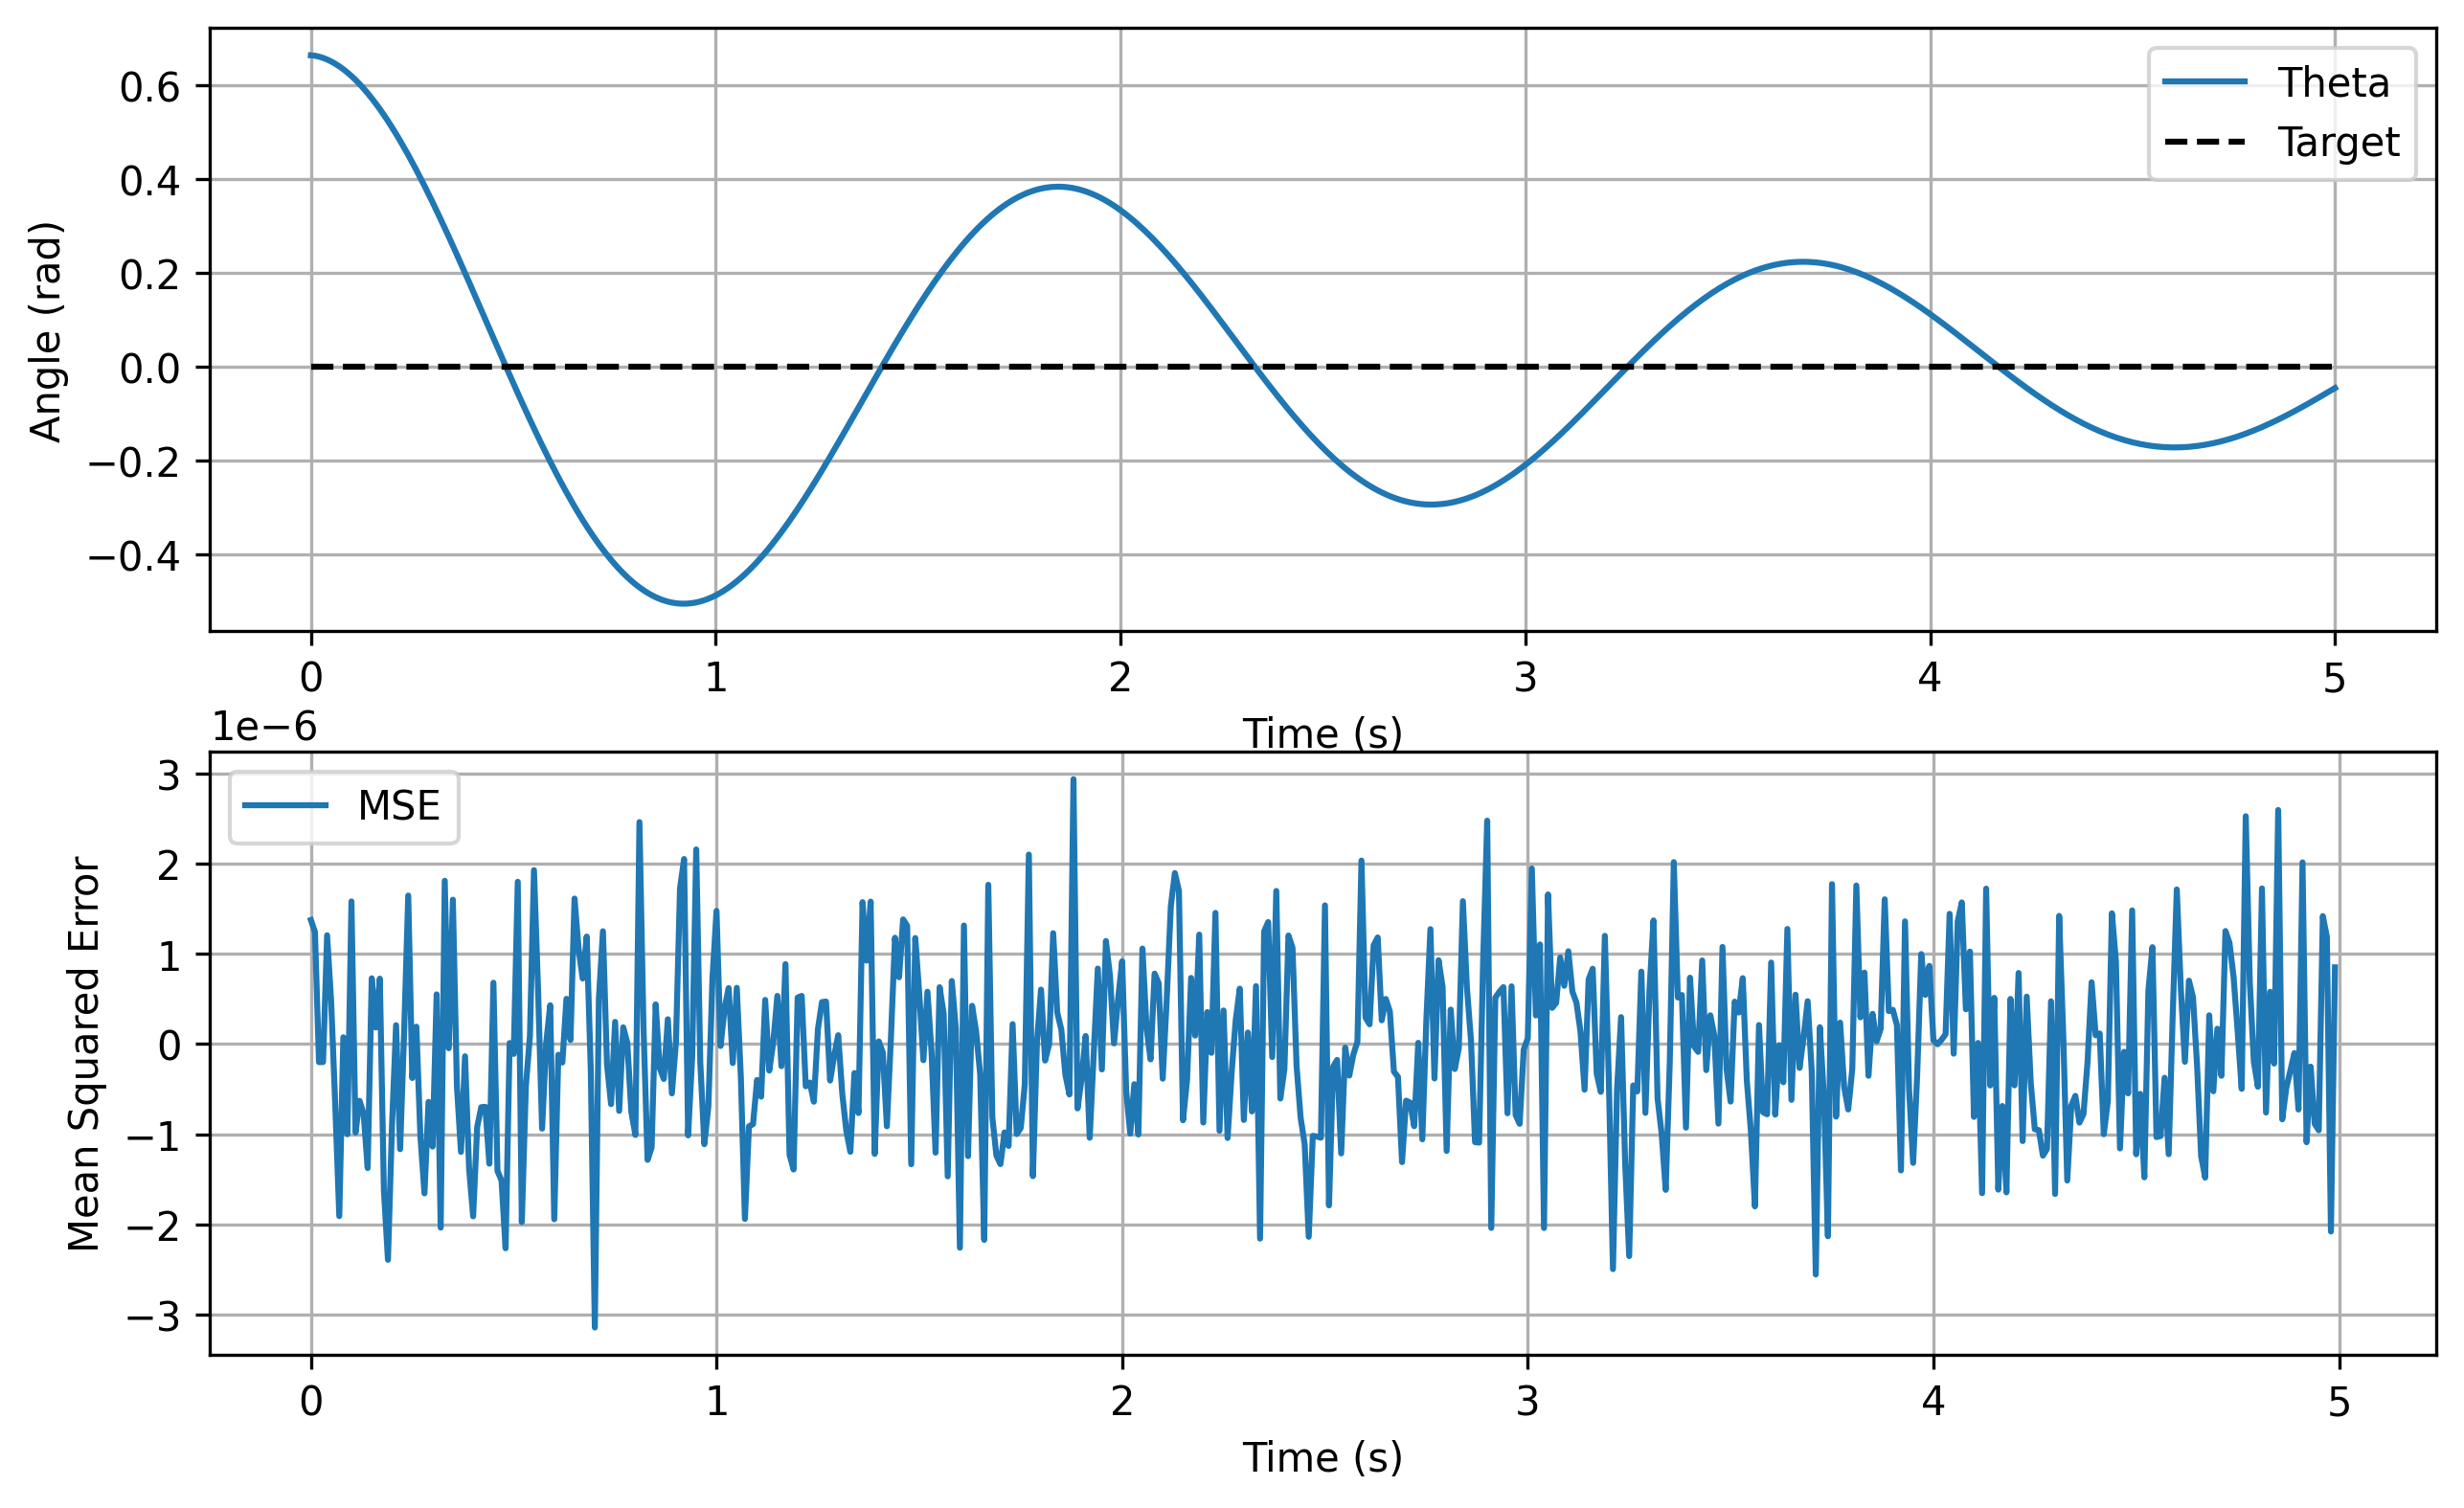 Theta
Target
0.6
0.4
0.2
0.0
−0.2
−0.4
Angle (rad)
0 1 2 3 4 5
Time (s)
1e−6
MSE
3
2
1
0
−1
−2
−3
Mean Squared Error
0 1 2 3 4 5
Time (s)